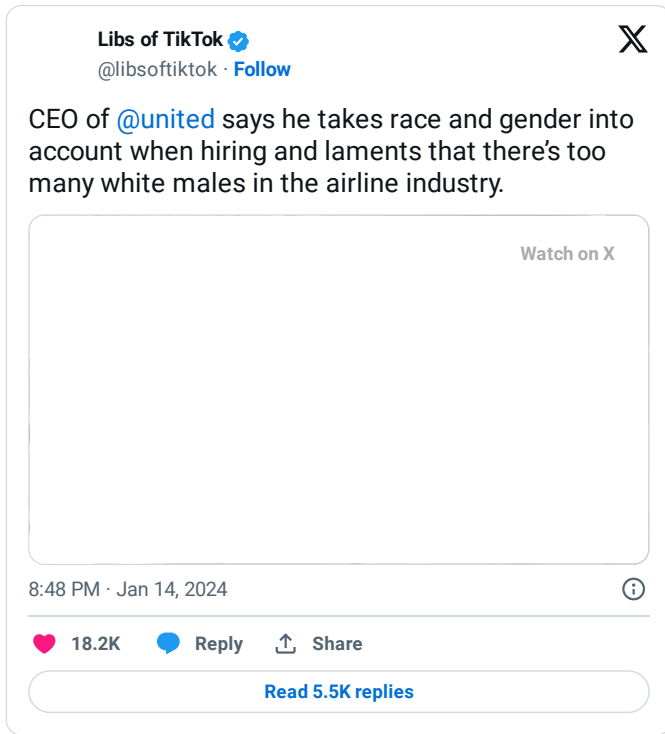 Libs of TikTok
@libsoftiktok · Follow
CEO of @united says he takes race and gender into
account when hiring and laments that there’s too
many white males in the airline industry.
Watch on X
8:48 PM · Jan 14, 2024
18.2K Reply Share
Read 5.5K replies